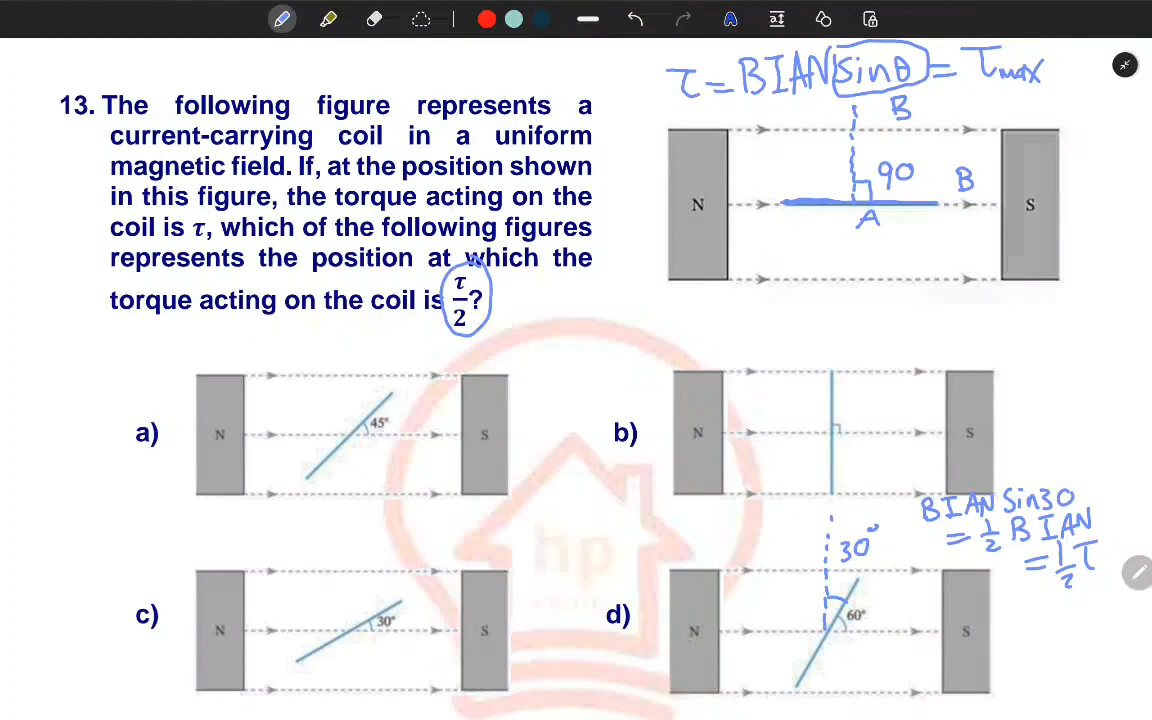 τ = BIAN sinθ = τmax
13. The following figure represents a
current-carrying coil in a uniform
magnetic field. If, at the position shown
in this figure, the torque acting on the
coil is τ, which of the following figures
represents the position at which the
torque acting on the coil is τ/2?
B
90
B
N
S
A
a)
45°
N
S
b)
N
S
BIAN Sin30
= 1/2 BIAN
= 1/2 τ
c)
30°
N
S
30°
d)
60°
N
S
hp